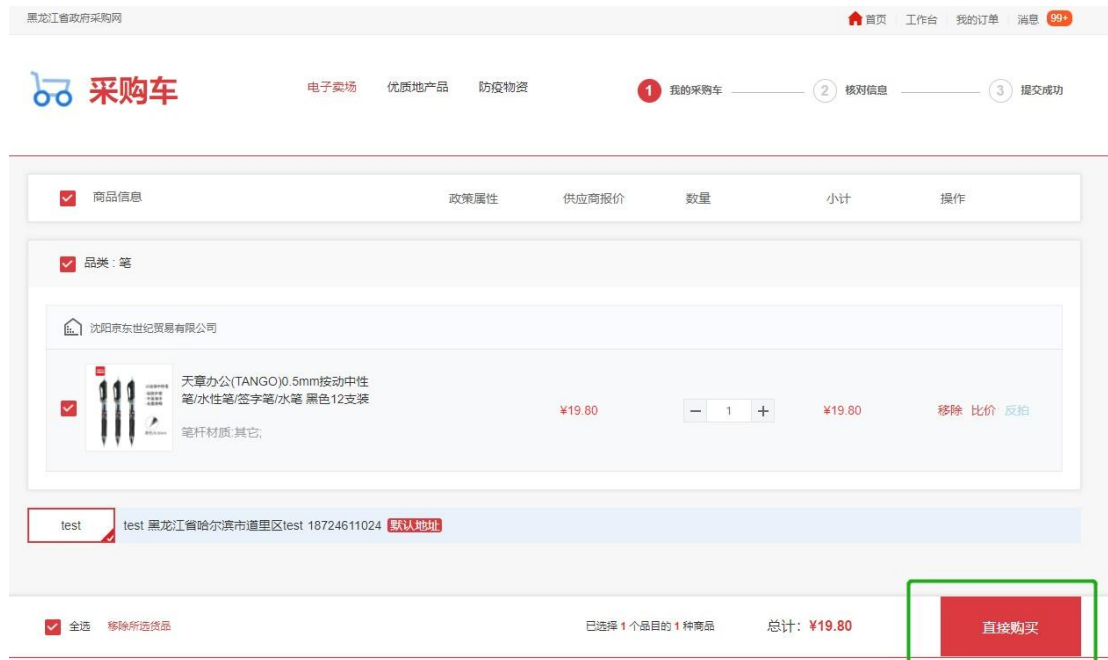 黑龙江省政府采购网
首页 工作台 我的订单 消息 99+
采购车
电子卖场 优质地产品 防疫物资
1 我的采购车 2 核对信息 3 提交成功
商品信息 政策属性 供应商报价 数量 小计 操作
品类 : 笔
沈阳京东世纪贸易有限公司
天章办公(TANGO)0.5mm按动中性
笔/水性笔/签字笔/水笔 黑色12支装
笔杆材质:其它;
¥19.80 — 1 + ¥19.80 移除 比价 反拍
test test 黑龙江省哈尔滨市道里区test 18724611024 默认地址
全选 移除所选货品 已选择 1 个品目的 1 种商品 总计：¥19.80 直接购买